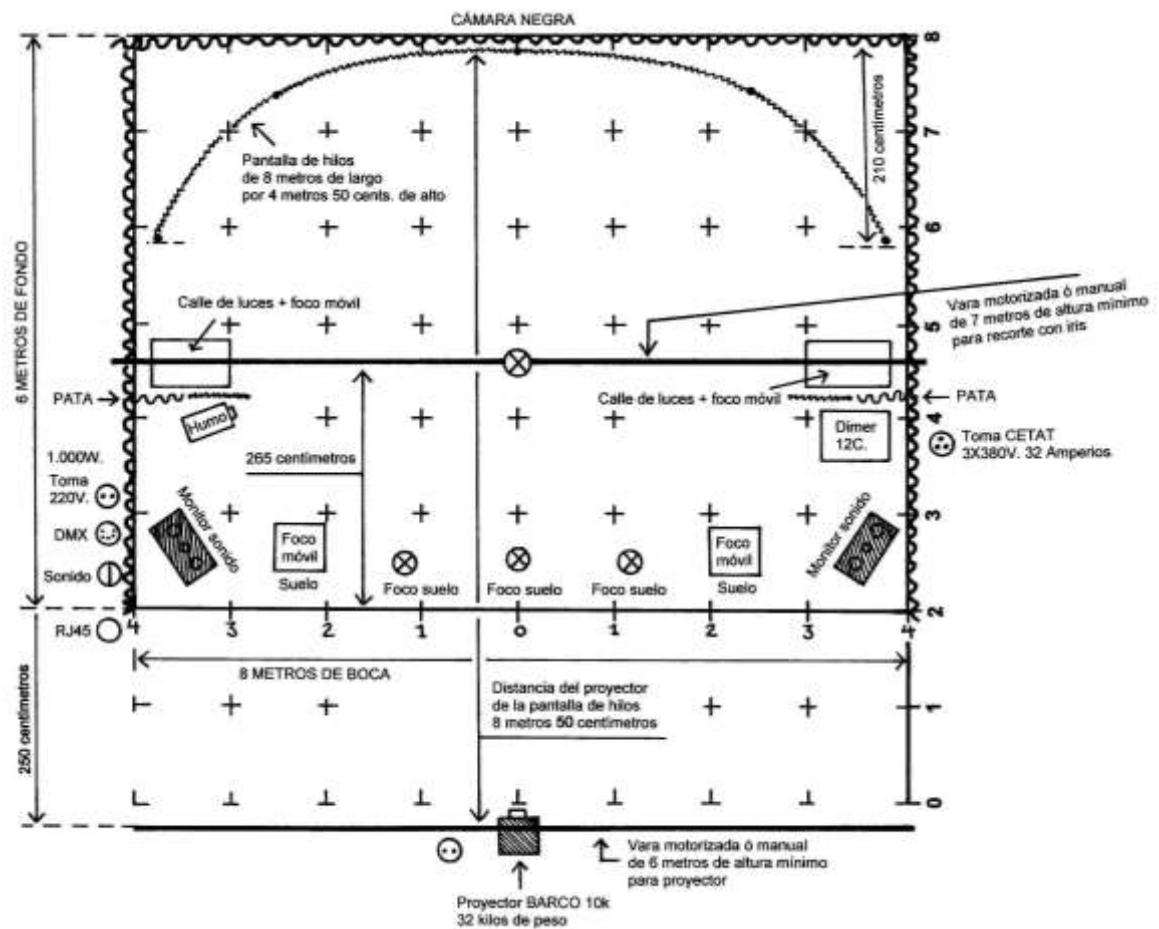 CÁMARA NEGRA
8
6 METROS DE FONDO
210 centímetros
7
Pantalla de hilos
de 8 metros de largo
por 4 metros 50 cents. de alto
6
Calle de luces + foco móvil
5
Vara motorizada ó manual
de 7 metros de altura mínimo
para recorte con iris
PATA
Humo
Calle de luces + foco móvil
PATA
4
Dimer
12C.
Toma CETAT
3X380V. 32 Amperios
265 centímetros
1.000W.
Toma
220V.
DMX
Sonido
RJ45
Monitor sonido
Foco
móvil
Suelo
Foco suelo
Foco suelo
Foco suelo
Foco
móvil
Suelo
Monitor sonido
3
2
4 3 2 1 0 1 2 3 4
8 METROS DE BOCA
250 centímetros
Distancia del proyector
de la pantalla de hilos
8 metros 50 centímetros
1
0
Vara motorizada ó manual
de 6 metros de altura mínimo
para proyector
Proyector BARCO 10k
32 kilos de peso